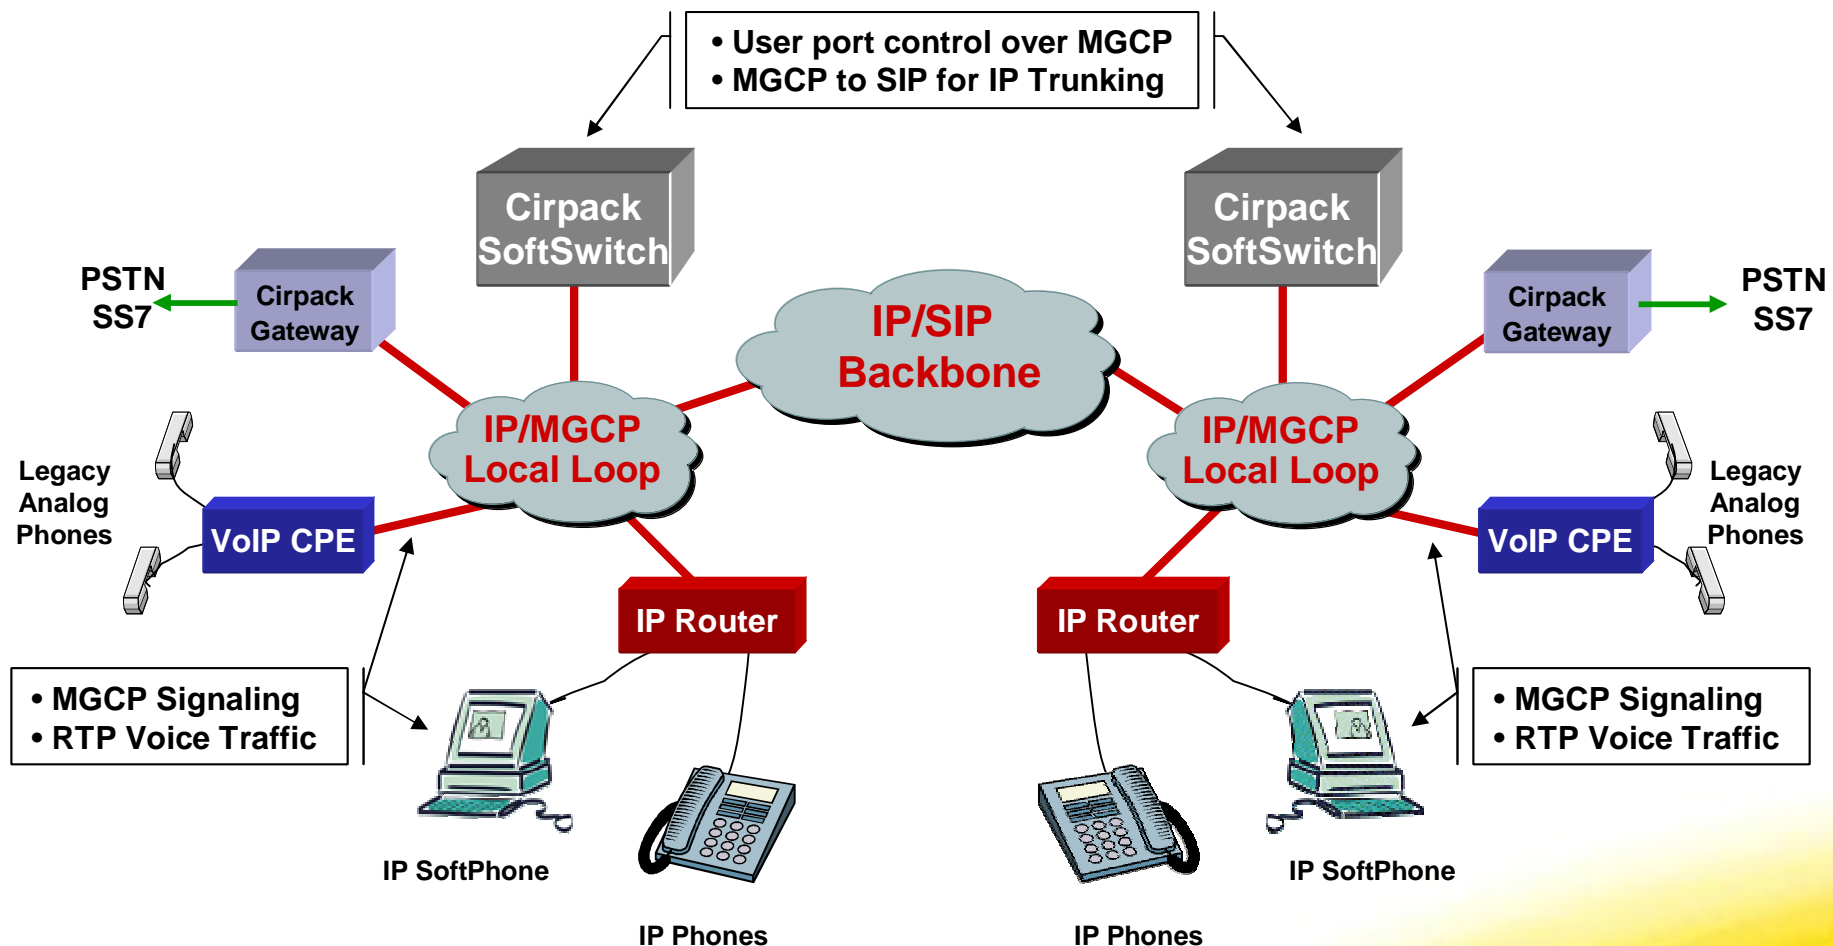 • User port control over MGCP
• MGCP to SIP for IP Trunking
Cirpack
SoftSwitch
Cirpack
SoftSwitch
PSTN
SS7
Cirpack
Gateway
IP/SIP
Backbone
Cirpack
Gateway
PSTN
SS7
IP/MGCP
Local Loop
IP/MGCP
Local Loop
Legacy
Analog
Phones
VoIP CPE
VoIP CPE
Legacy
Analog
Phones
IP Router
IP Router
• MGCP Signaling
• RTP Voice Traffic
• MGCP Signaling
• RTP Voice Traffic
IP SoftPhone
IP SoftPhone
IP Phones
IP Phones